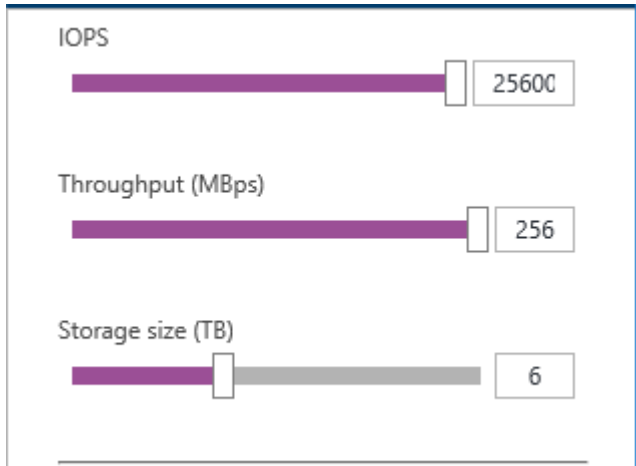 IOPS
25600
Throughput (MBps)
256
Storage size (TB)
6